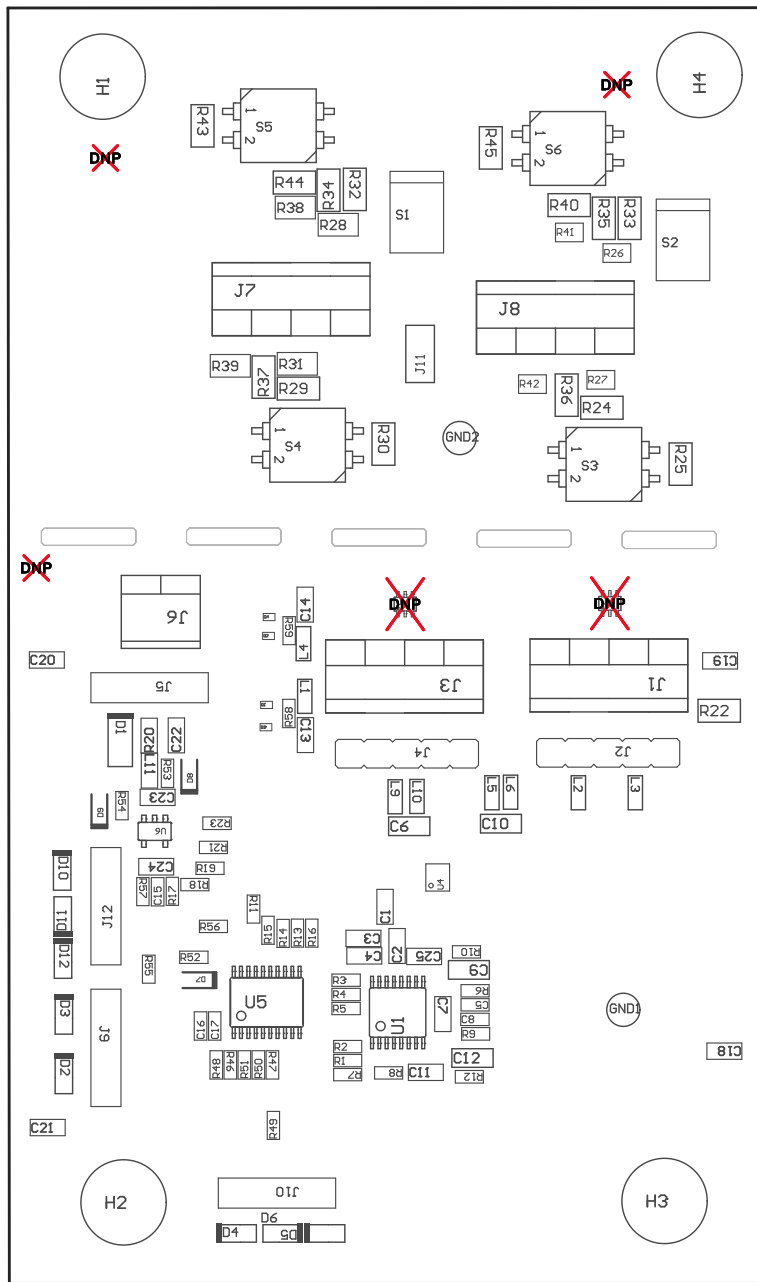 H1
H4
DNP
DNP
R43
1
2
S5
R45
1
2
S6
R44
R34
R32
R38
R28
S1
R40
R35
R33
R41
R26
S2
J7
J8
R39
R37
R31
R29
J11
R42
R36
R27
R24
1
2
S4
R30
GND2
1
2
S3
R25
DNP
DNP
DNP
J6
C14
R59
L4
C20
J5
L1
R58
C13
J3
J1
C19
R22
D1
R20
C22
L11
R53
D8
C23
J4
J2
L9
L10
L5
L6
L2
L3
D9
R54
U6
R23
C6
C10
R21
D10
C24
R19
R18
R57
C15
R17
U4
D11
J12
R11
C1
R56
R15
R14
R13
R16
D12
C3
C2
C4
C25
R10
R55
R52
C9
D7
D3
J9
U5
R3
R4
R5
U1
C7
R6
C5
C8
R9
C16
C17
R2
R1
R7
R8
C11
C12
R12
D2
R48
R46
R51
R50
R47
GND1
C18
C21
R49
H2
J10
H3
D6
D4
D5